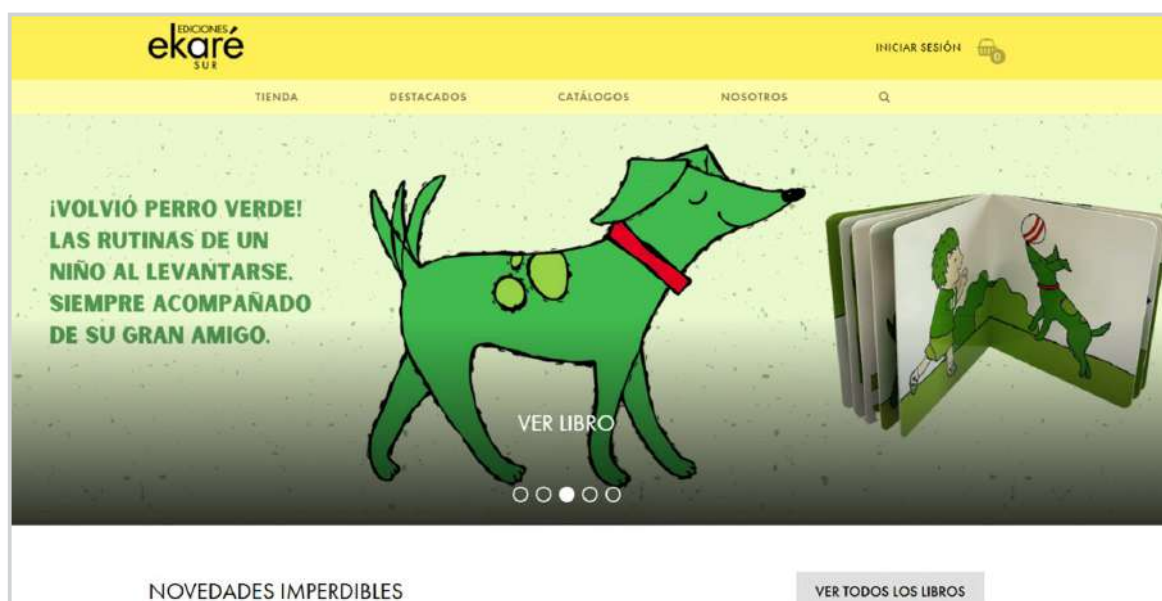 EDICIONES
ekaré
SUR
INICIAR SESIÓN
0
TIENDA
DESTACADOS
CATÁLOGOS
NOSOTROS
¡VOLVIÓ PERRO VERDE!
LAS RUTINAS DE UN
NIÑO AL LEVANTARSE,
SIEMPRE ACOMPAÑADO
DE SU GRAN AMIGO.
VER LIBRO
NOVEDADES IMPERDIBLES
VER TODOS LOS LIBROS